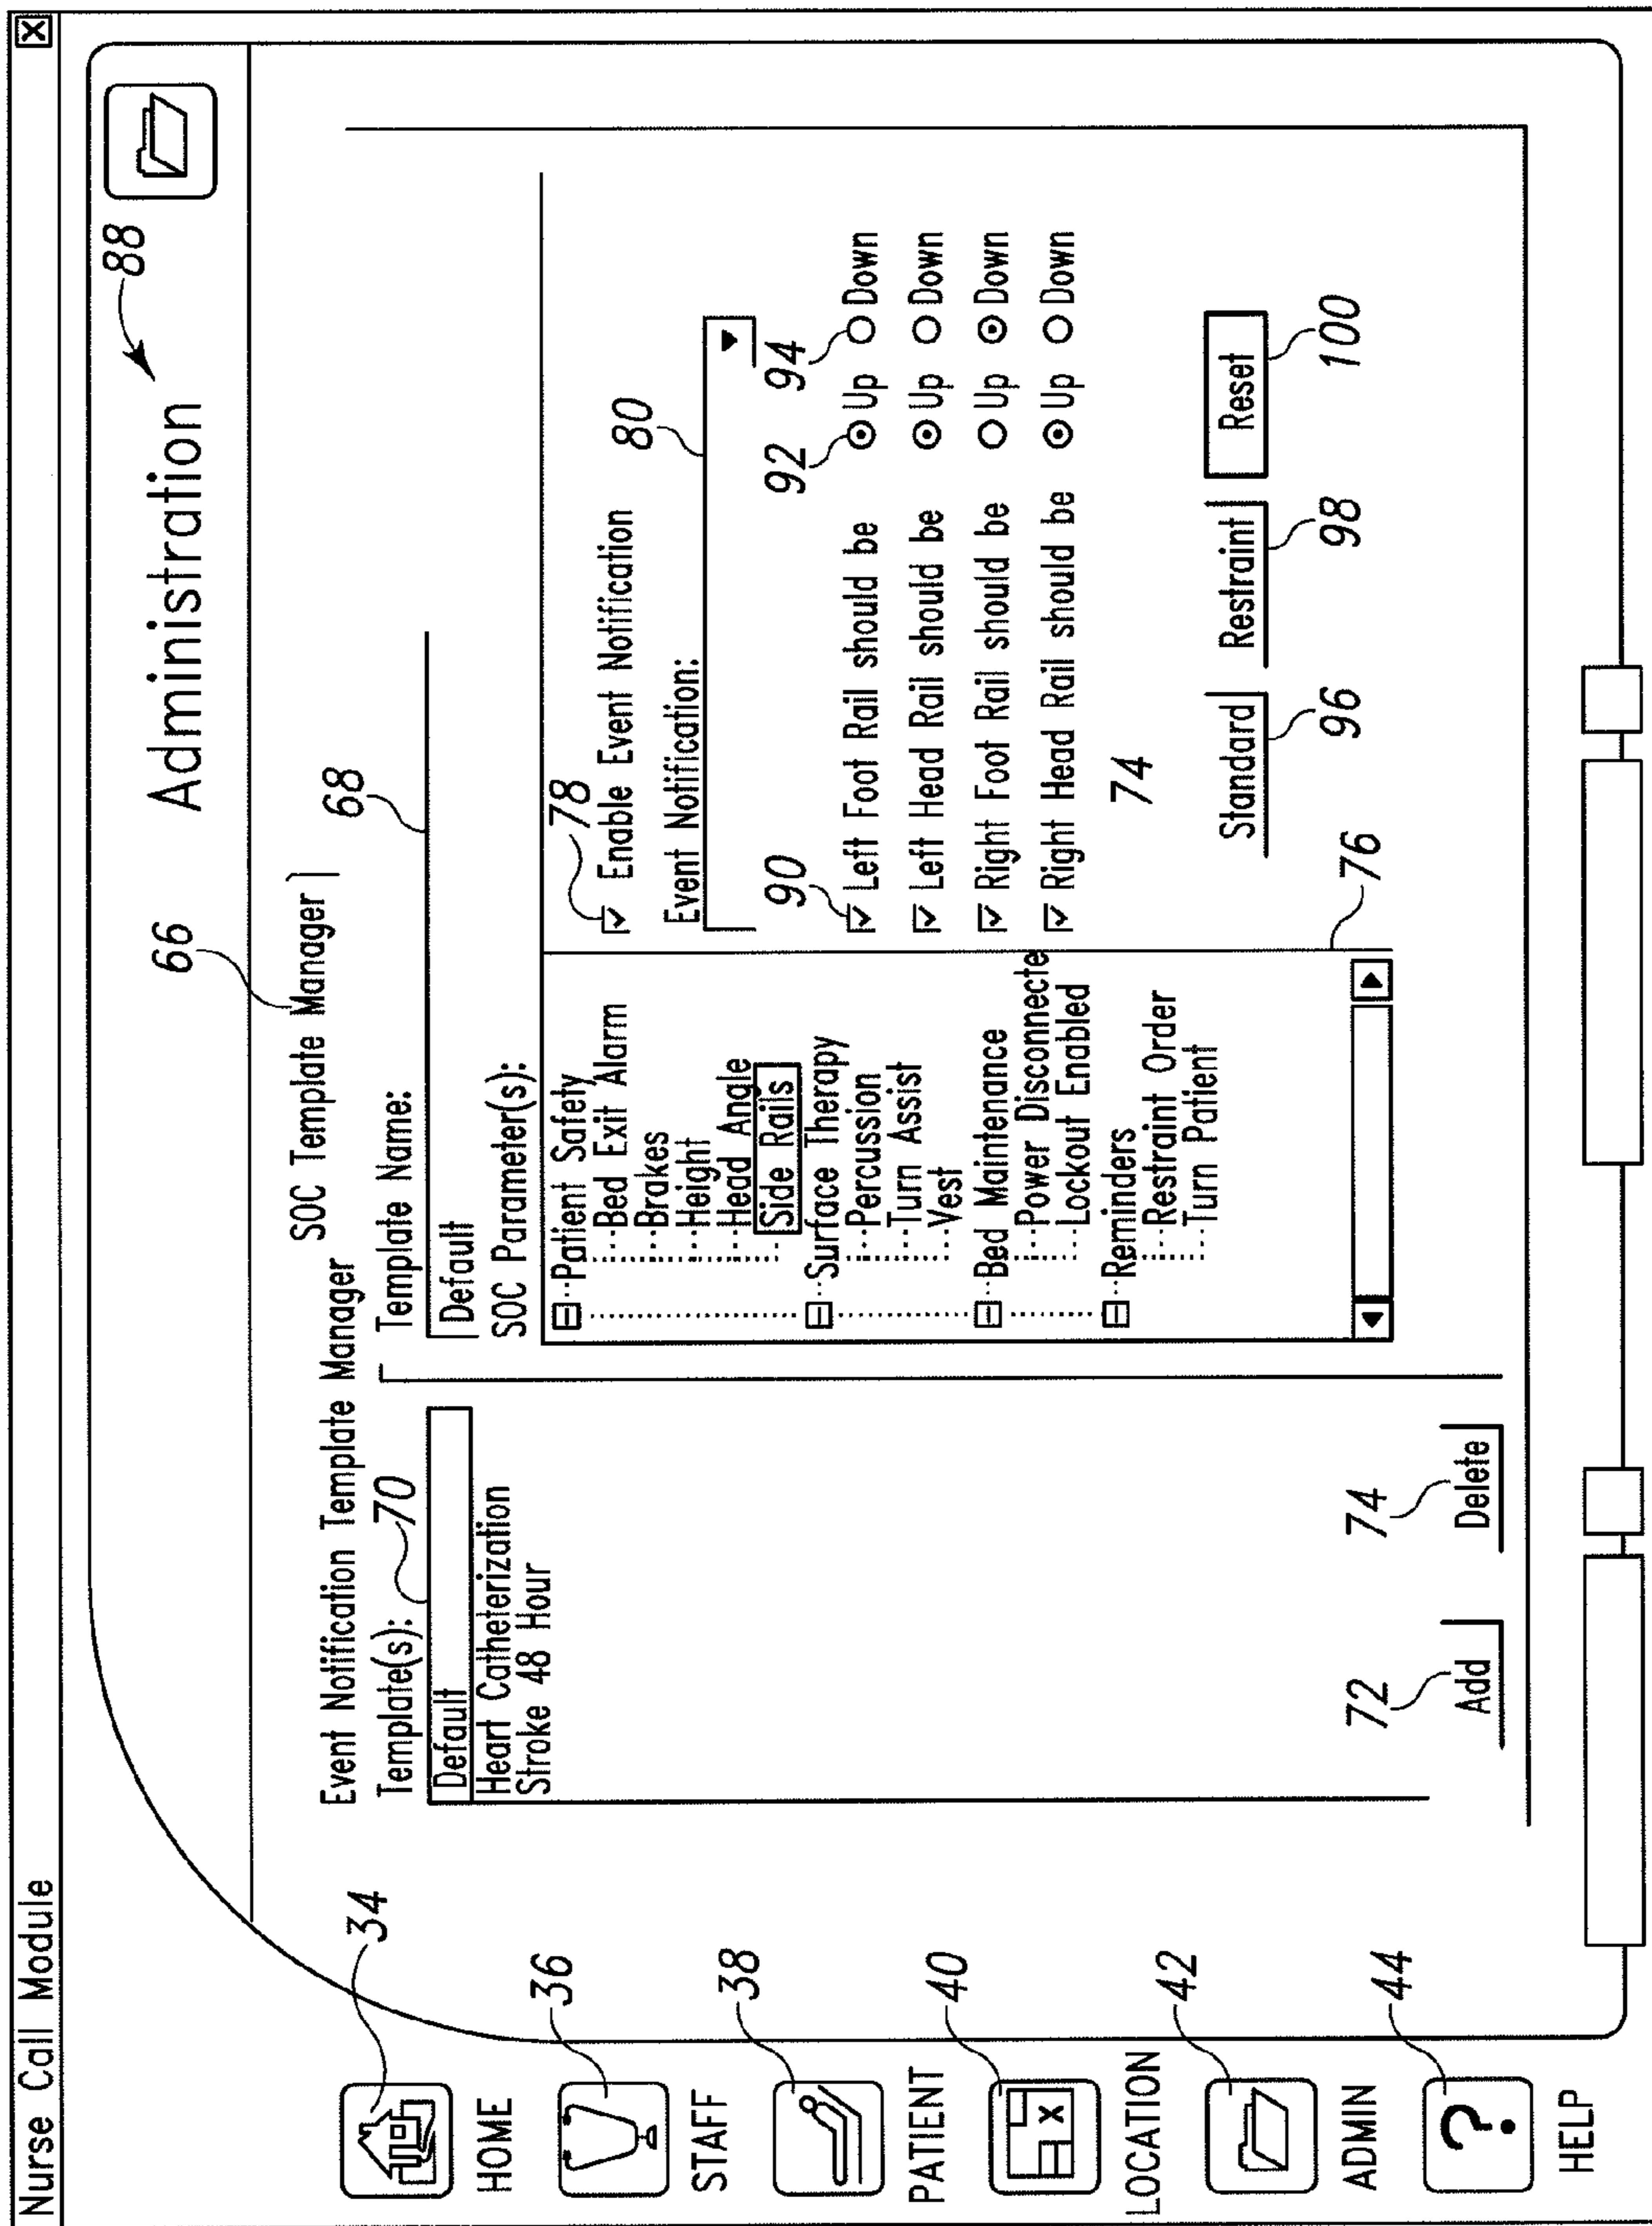 Nurse Call Module
X
Administration
88
66
SOC Template Manager
Event Notification Template Manager
Template(s):
70
Default
Heart Catheterization
Stroke 48 Hour
Template Name:
68
Default
SOC Parameter(s):
Patient Safety
Bed Exit Alarm
Brakes
Height
Head Angle
Side Rails
Surface Therapy
Percussion
Turn Assist
Vest
Bed Maintenance
Power Disconnecte
Lockout Enabled
Reminders
Restraint Order
Turn Patient
76
78
Enable Event Notification
Event Notification:
80
90
92
94
Left Foot Rail should be Up Down
Left Head Rail should be Up Down
Right Foot Rail should be Up Down
Right Head Rail should be Up Down
74
Standard Restraint Reset
96 98 100
72 74
Add Delete
34
HOME
36
STAFF
38
PATIENT
40
LOCATION
X
42
ADMIN
44
?
HELP